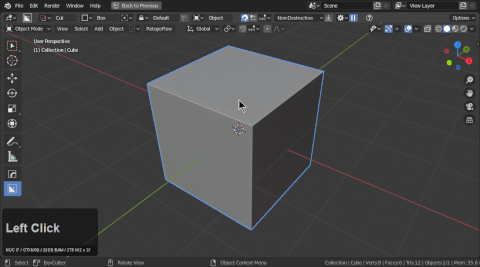 File Edit Render Window Help Back to Previous Scene View Layer
Cut Box Default Object Non-Destructive Options
Object Mode View Select Add Object RetopoFlow Global
User Perspective
(1) Collection | Cube
Left Click
Select BoxCutter Rotate View Object Context Menu Collection | Cube | Verts:8 | Faces:6 | Tris:12 | Objects:1/1 | Mem: 35.6